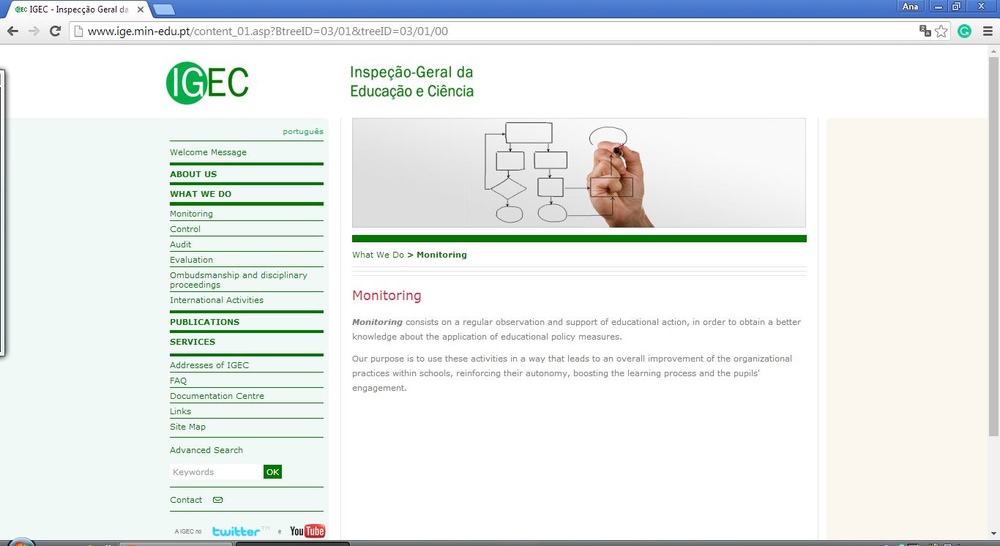 IGEC - Inspecção Geral da
Ana
www.ige.min-edu.pt/content_01.asp?BtreeID=03/01&treeID=03/01/00
IGEC
Inspeção-Geral da
Educação e Ciência
português
Welcome Message
ABOUT US
WHAT WE DO
Monitoring
Control
Audit
Evaluation
Ombudsmanship and disciplinary
proceedings
International Activities
PUBLICATIONS
SERVICES
Addresses of IGEC
FAQ
Documentation Centre
Links
Site Map
Advanced Search
Keywords OK
Contact
A IGEC no twitter TM e YouTube
What We Do > Monitoring
Monitoring
Monitoring consists on a regular observation and support of educational action, in order to obtain a better
knowledge about the application of educational policy measures.
Our purpose is to use these activities in a way that leads to an overall improvement of the organizational
practices within schools, reinforcing their autonomy, boosting the learning process and the pupils'
engagement.